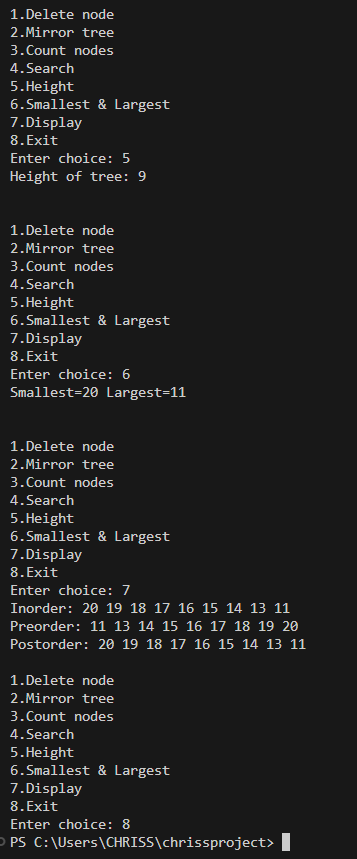 1.Delete node
2.Mirror tree
3.Count nodes
4.Search
5.Height
6.Smallest & Largest
7.Display
8.Exit
Enter choice: 5
Height of tree: 9
1.Delete node
2.Mirror tree
3.Count nodes
4.Search
5.Height
6.Smallest & Largest
7.Display
8.Exit
Enter choice: 6
Smallest=20 Largest=11
1.Delete node
2.Mirror tree
3.Count nodes
4.Search
5.Height
6.Smallest & Largest
7.Display
8.Exit
Enter choice: 7
Inorder: 20 19 18 17 16 15 14 13 11
Preorder: 11 13 14 15 16 17 18 19 20
Postorder: 20 19 18 17 16 15 14 13 11
1.Delete node
2.Mirror tree
3.Count nodes
4.Search
5.Height
6.Smallest & Largest
7.Display
8.Exit
Enter choice: 8
PS C:\Users\CHRISS\chrissproject>